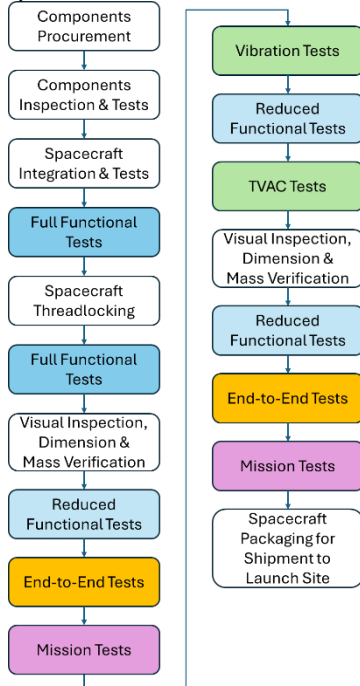 Components
Procurement
Components
Inspection & Tests
Spacecraft
Integration & Tests
Full Functional
Tests
Spacecraft
Threadlocking
Full Functional
Tests
Visual Inspection,
Dimension &
Mass Verification
Reduced
Functional Tests
End-to-End Tests
Mission Tests
Vibration Tests
Reduced
Functional Tests
TVAC Tests
Visual Inspection,
Dimension &
Mass Verification
Reduced
Functional Tests
End-to-End Tests
Mission Tests
Spacecraft
Packaging for
Shipment to
Launch Site